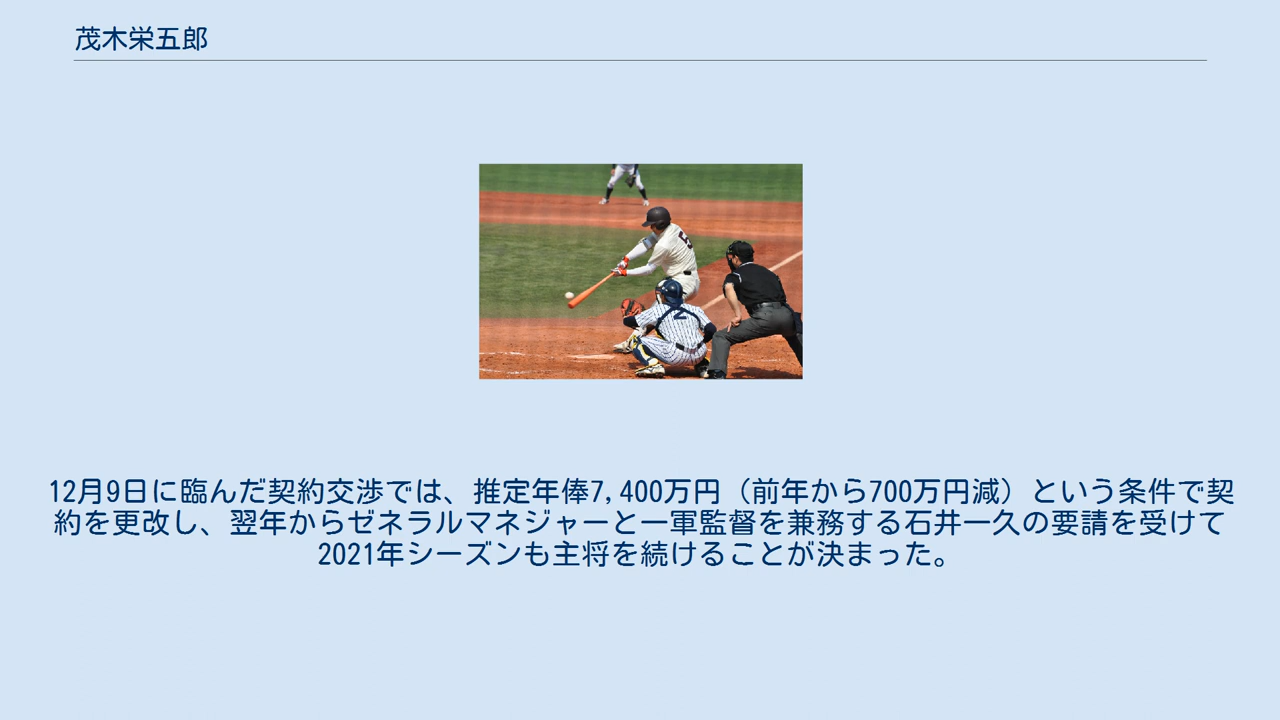 茂木栄五郎
5
2
12月9日に臨んだ契約交渉では、推定年俸7,400万円（前年から700万円減）という条件で契
約を更改し、翌年からゼネラルマネジャーと一軍監督を兼務する石井一久の要請を受けて
2021年シーズンも主将を続けることが決まった。